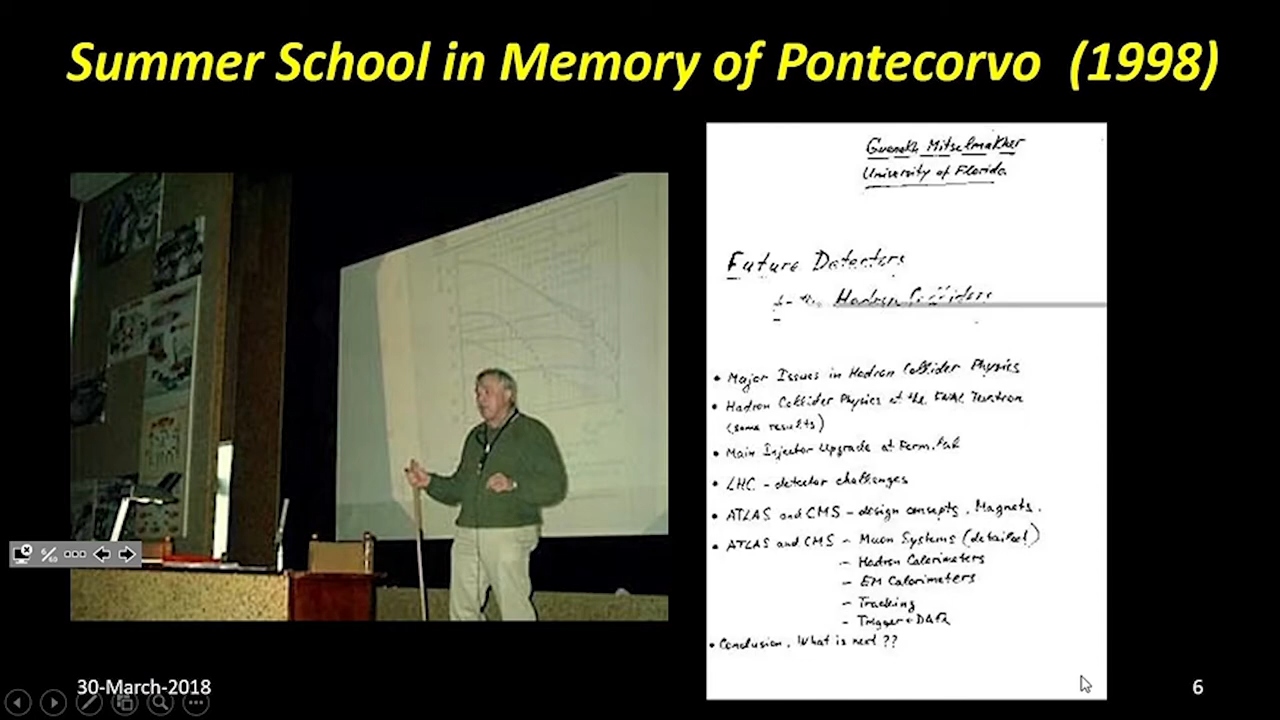 Summer School in Memory of Pontecorvo (1998)
Guenakh Mitselmakher
University of Florida
Future Detectors
Hadron Colliders
• Major Issues in Hadron Collider Physics
• Hadron Collider Physics at the FNAL Tevatron
(some results)
• Main Injector Upgrade at Fermilab
• LHC - detector challenges
• ATLAS and CMS - design concepts. Magnets.
• ATLAS and CMS - Muon Systems (detailed)
- Hadron Calorimeters
- EM Calorimeters
- Tracking
- Trigger + DAQ
• Conclusion. What is next ??
30-March-2018
6